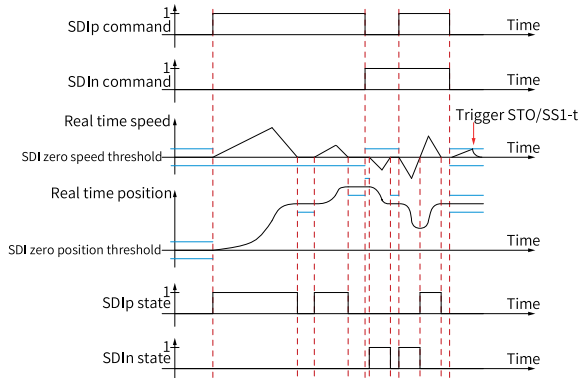 1
SDIp command
Time
1
SDIn command
Time
Real time speed
Trigger STO/SS1-t
SDI zero speed threshold
Time
Real time position
SDI zero position threshold
Time
1
SDIp state
Time
1
SDIn state
Time